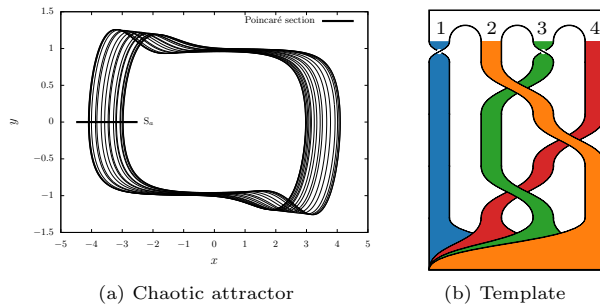 Poincaré section
1.5
1
0.5
0
−0.5
−1
−1.5
y
S_a
−5 −4 −3 −2 −1 0 1 2 3 4 5
x
(a) Chaotic attractor
1 2 3 4
(b) Template